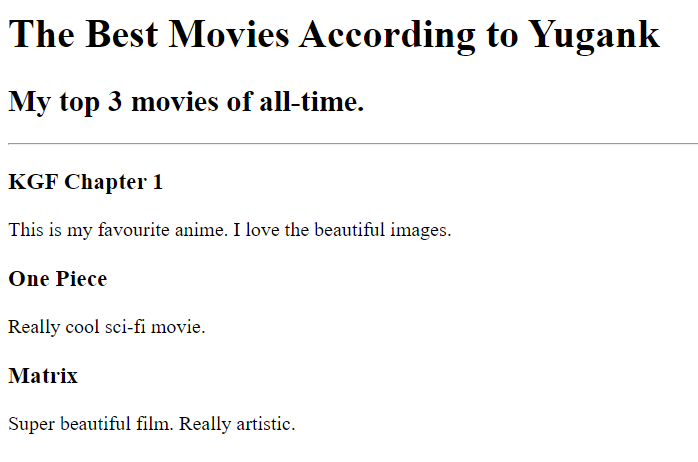 The Best Movies According to Yugank
My top 3 movies of all-time.
KGF Chapter 1
This is my favourite anime. I love the beautiful images.
One Piece
Really cool sci-fi movie.
Matrix
Super beautiful film. Really artistic.